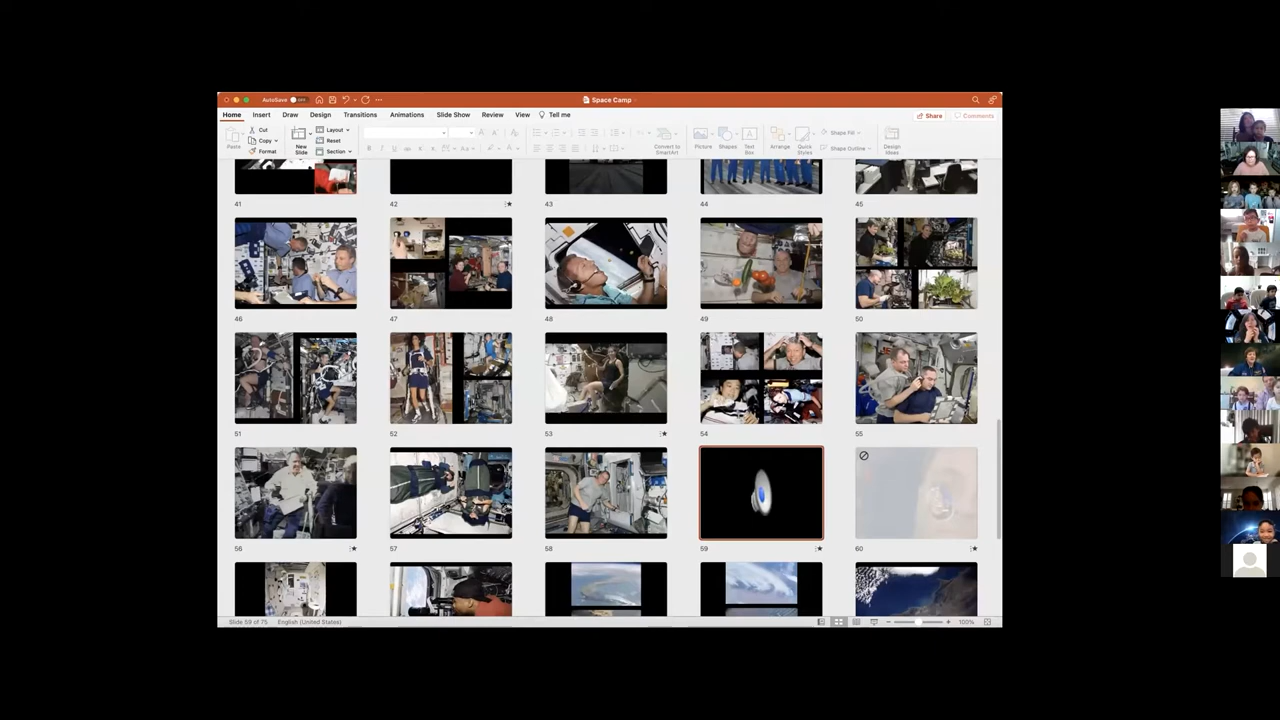 AutoSave OFF Space Camp
Home Insert Draw Design Transitions Animations Slide Show Review View Tell me Share Comments
Paste Cut Copy Format New Slide Layout Reset Section Convert to SmartArt Picture Shapes Text Box Arrange Quick Styles Shape Fill Shape Outline Design Ideas
41 42 43 44 45
46 47 48 49 50
51 52 53 54 55
56 57 58 59 60
Slide 59 of 75 English (United States) 100%